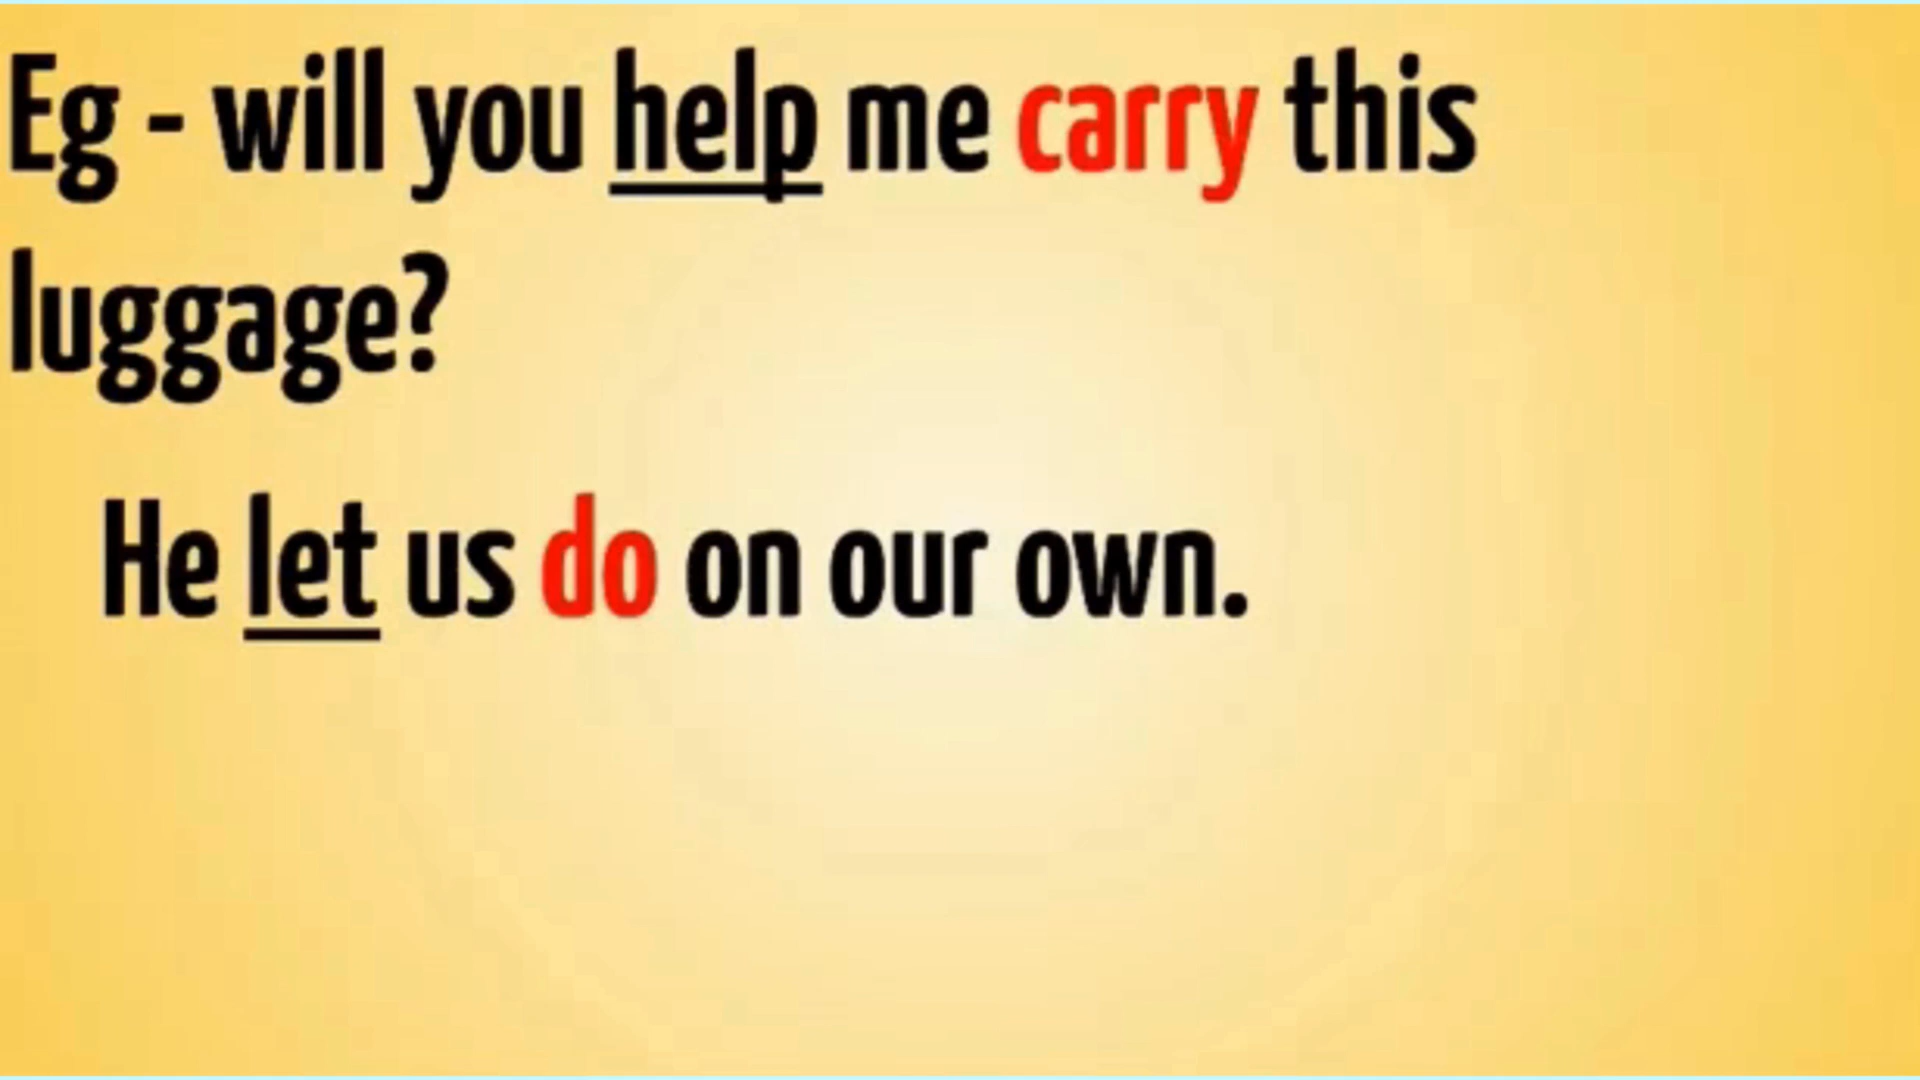 Eg - will you help me carry this
luggage?
He let us do on our own.